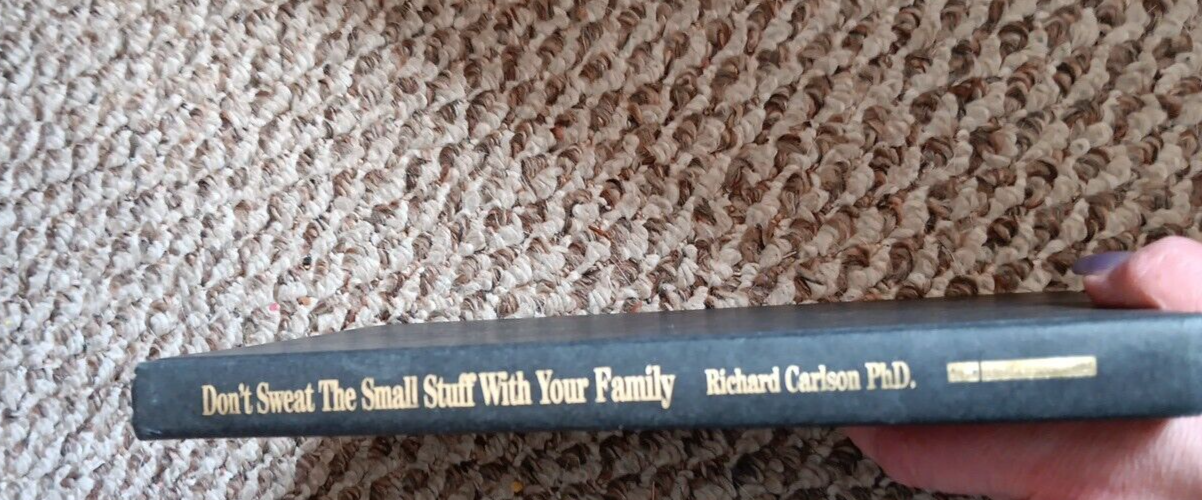 Don't Sweat The Small Stuff With Your Family Richard Carlson PhD.